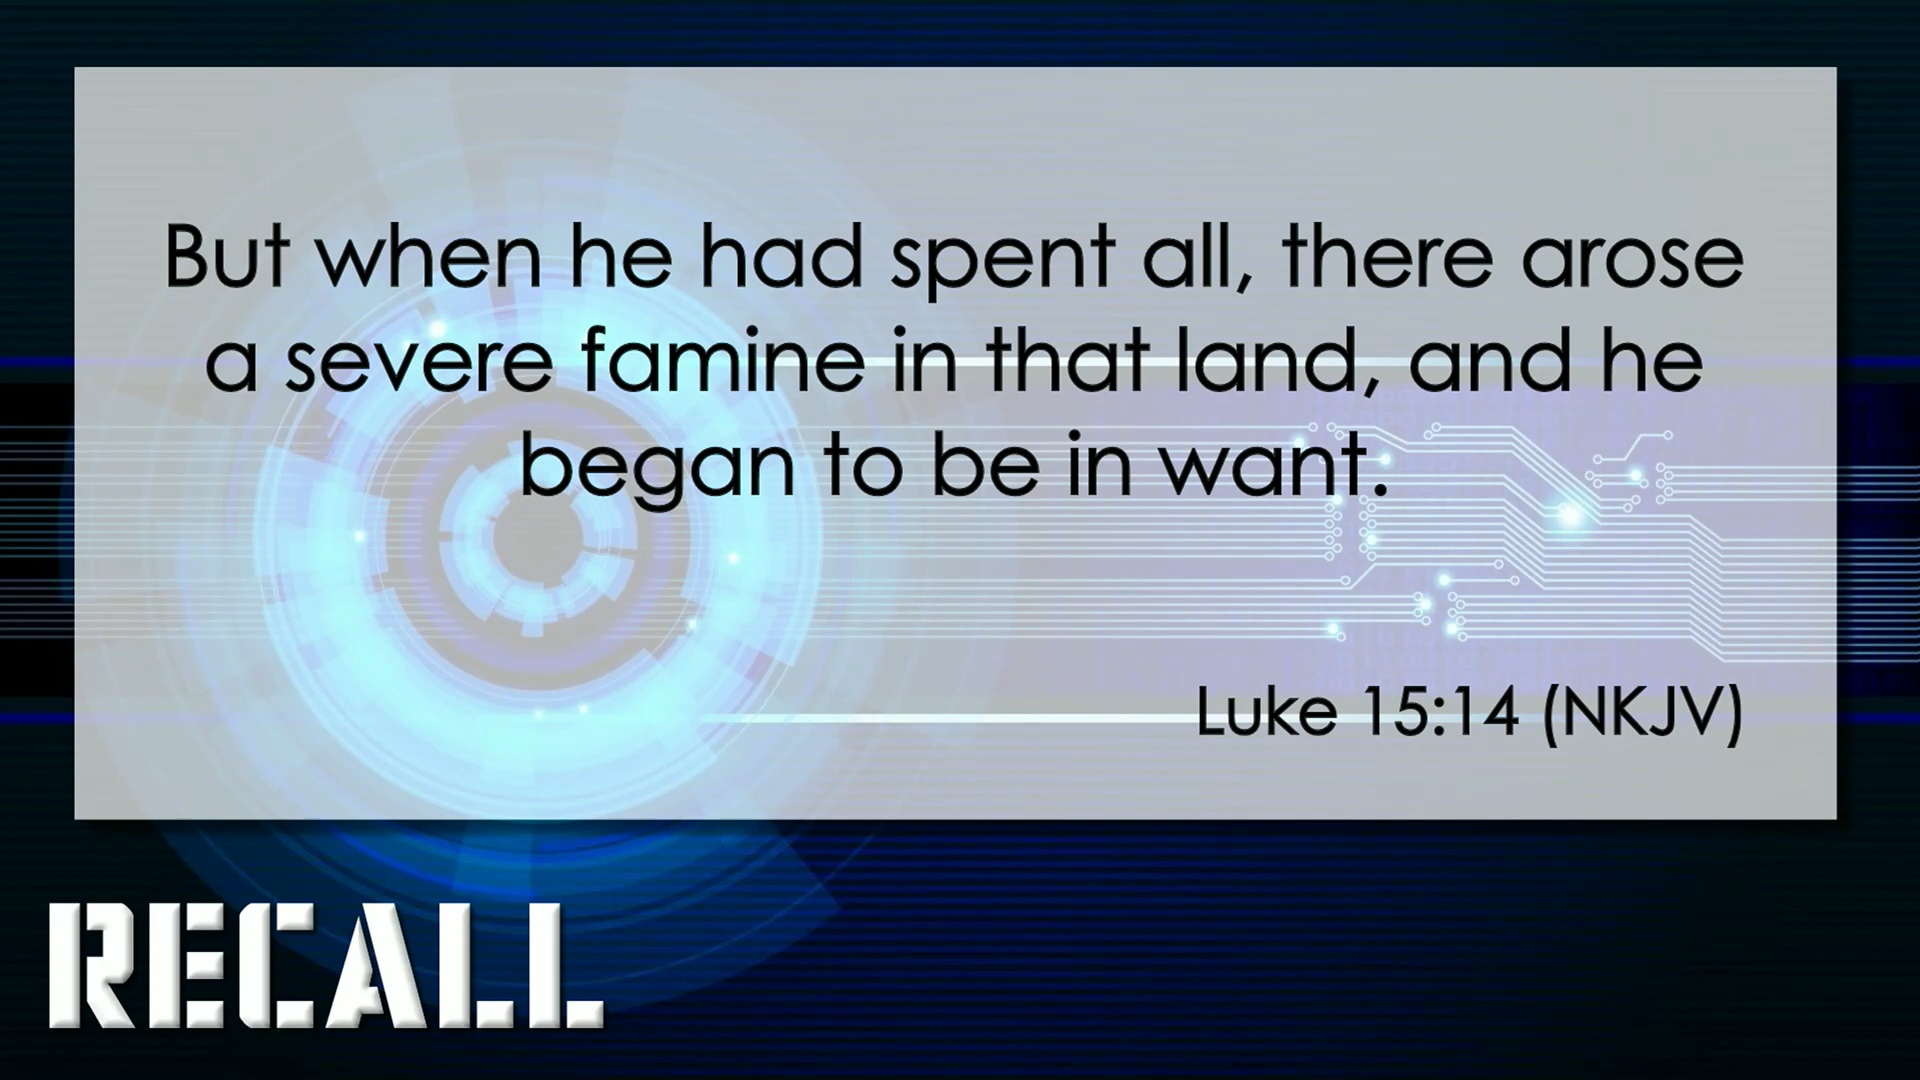 But when he had spent all, there arose
a severe famine in that land, and he
began to be in want.
Luke 15:14 (NKJV)
RECALL